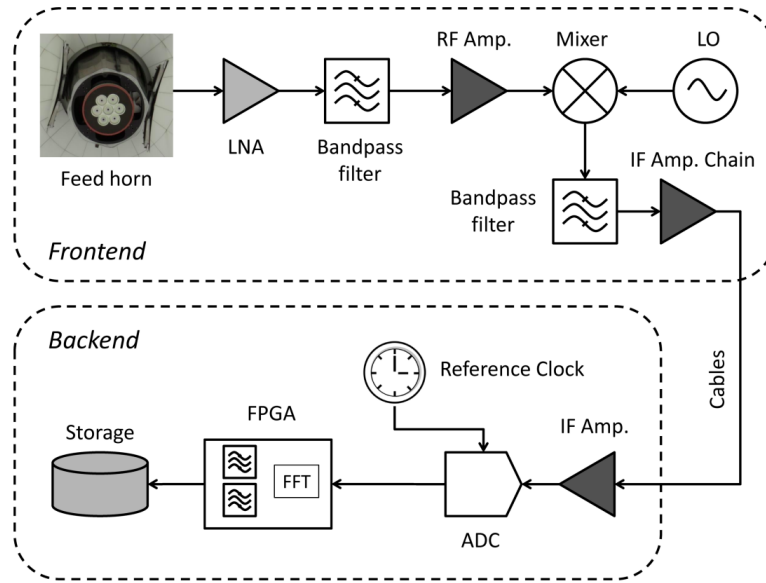 RF Amp.
Mixer
LO
LNA
Bandpass
filter
Feed horn
IF Amp. Chain
Bandpass
filter
Frontend
Cables
Backend
Reference Clock
FPGA
Storage
IF Amp.
FFT
ADC